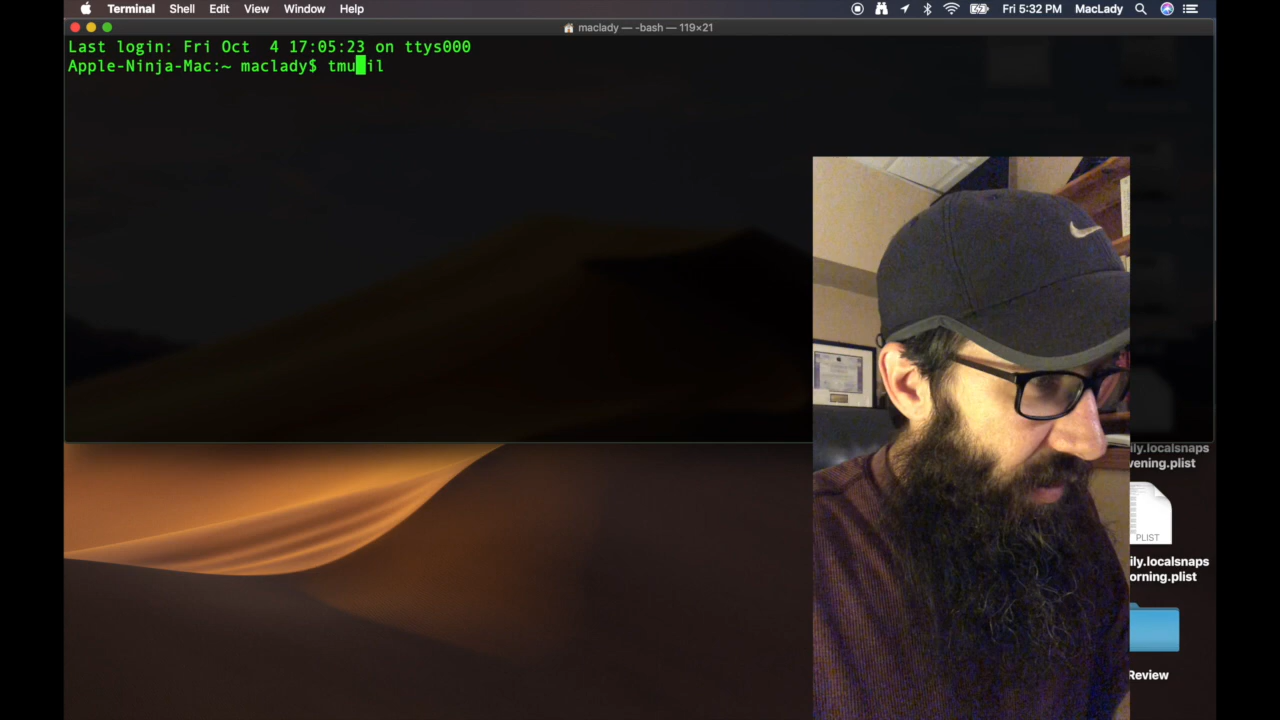 Terminal Shell Edit View Window Help Fri 5:32 PM MacLady
maclady — -bash — 119×21
Last login: Fri Oct 4 17:05:23 on ttys000
Apple-Ninja-Mac:~ maclady$ tmu il
ily.localsnaps
vening.plist
PLIST
ily.localsnaps
orning.plist
Review